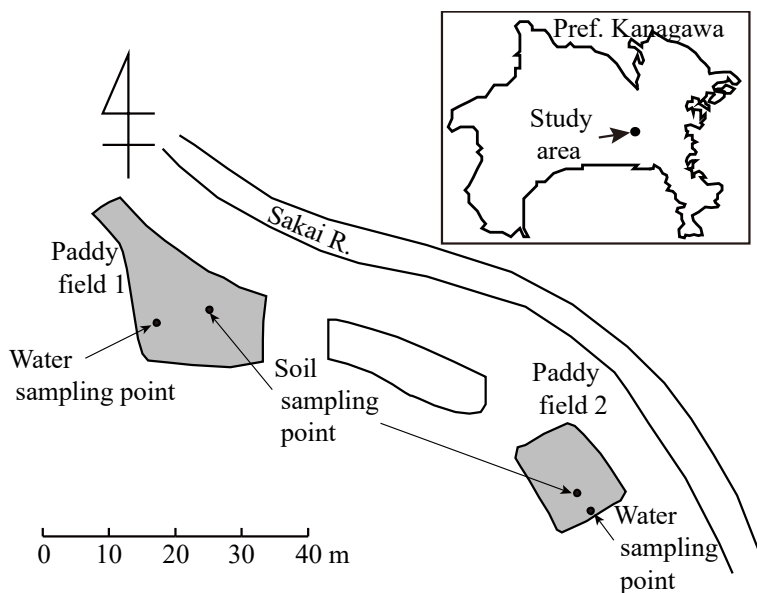 Pref. Kanagawa
Study
area
Sakai R.
Paddy
field 1
Water
sampling point
Soil
sampling
point
Paddy
field 2
Water
sampling
point
0 10 20 30 40 m